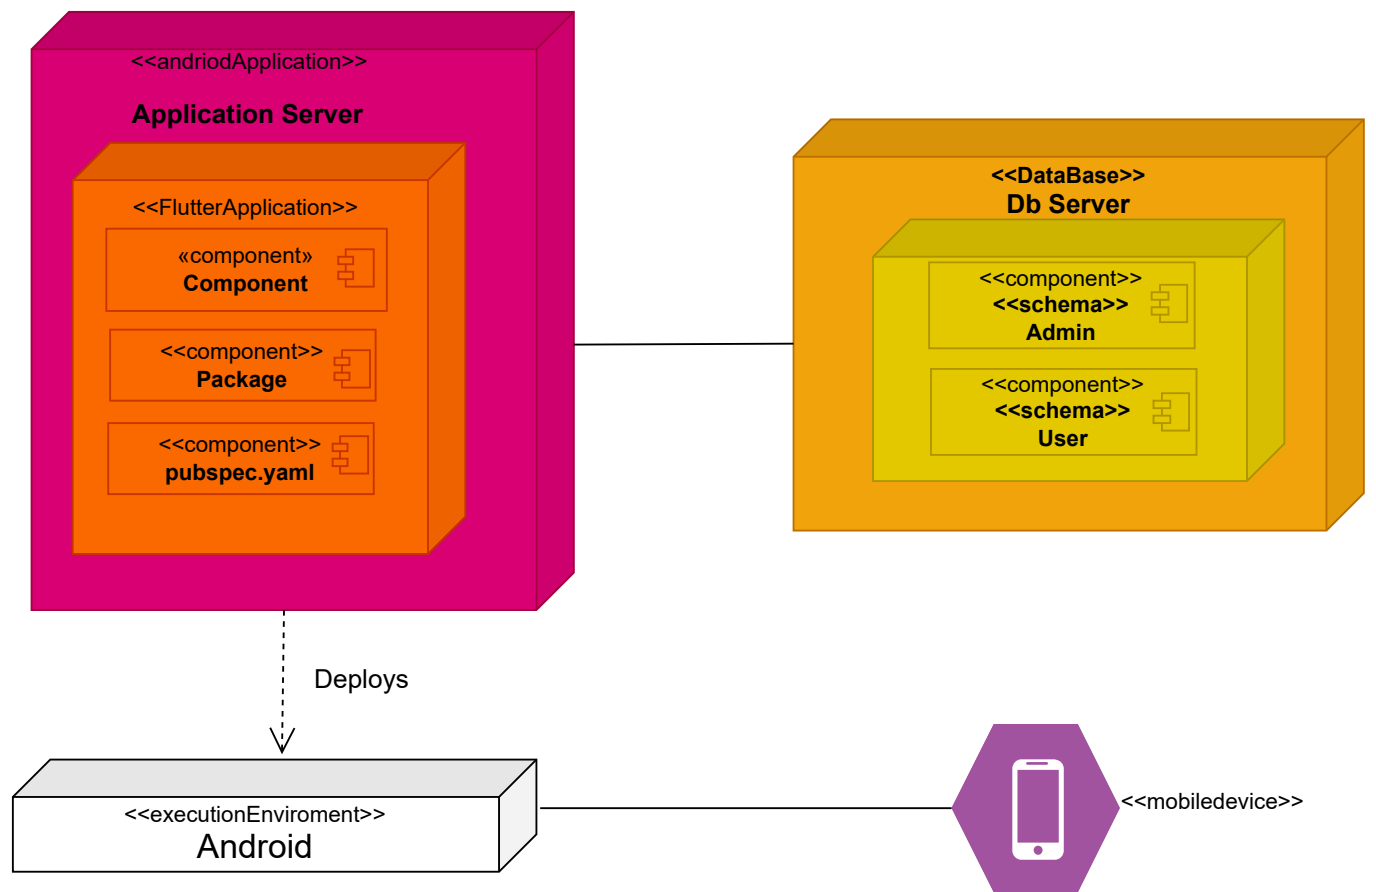 <<andriodApplication>>
Application Server
<<FlutterApplication>>
«component»
Component
<<component>>
Package
<<component>>
pubspec.yaml
<<DataBase>>
Db Server
<<component>>
<<schema>>
Admin
<<component>>
<<schema>>
User
Deploys
<<executionEnviroment>>
Android
<<mobiledevice>>